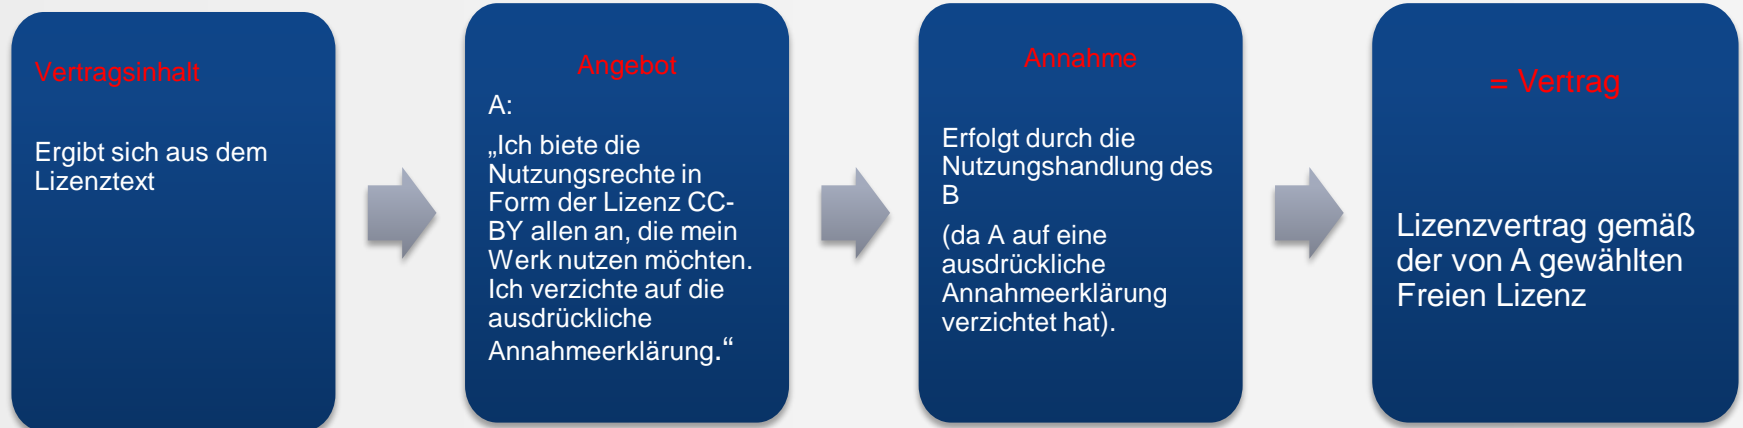 Vertragsinhalt
Ergibt sich aus dem
Lizenztext
Angebot
A:
„Ich biete die
Nutzungsrechte in
Form der Lizenz CC-
BY allen an, die mein
Werk nutzen möchten.
Ich verzichte auf die
ausdrückliche
Annahmeerklärung.“
Annahme
Erfolgt durch die
Nutzungshandlung des
B
(da A auf eine
ausdrückliche
Annahmeerklärung
verzichtet hat).
= Vertrag
Lizenzvertrag gemäß
der von A gewählten
Freien Lizenz